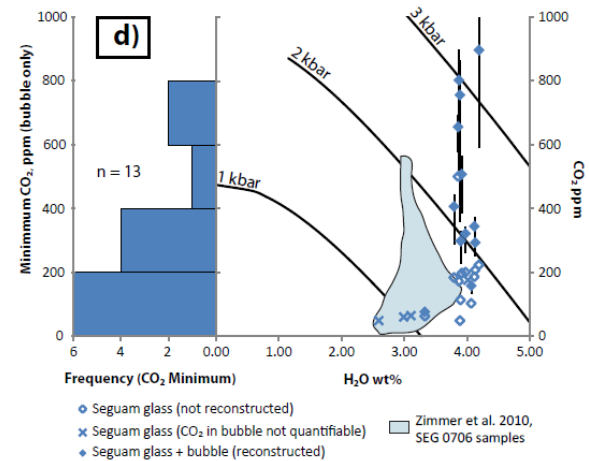 d)
Minimmum CO₂, ppm (bubble only)
1000
800
600
400
200
0
n = 13
6
4
2
0.00
Frequency (CO₂ Minimum)
1 kbar
2 kbar
3 kbar
1.00
2.00
3.00
4.00
5.00
H₂O wt%
1000
800
600
400
200
0
CO₂ ppm
Seguam glass (not reconstructed)
Seguam glass (CO₂ in bubble not quantifiable)
Seguam glass + bubble (reconstructed)
Zimmer et al. 2010,
SEG 0706 samples